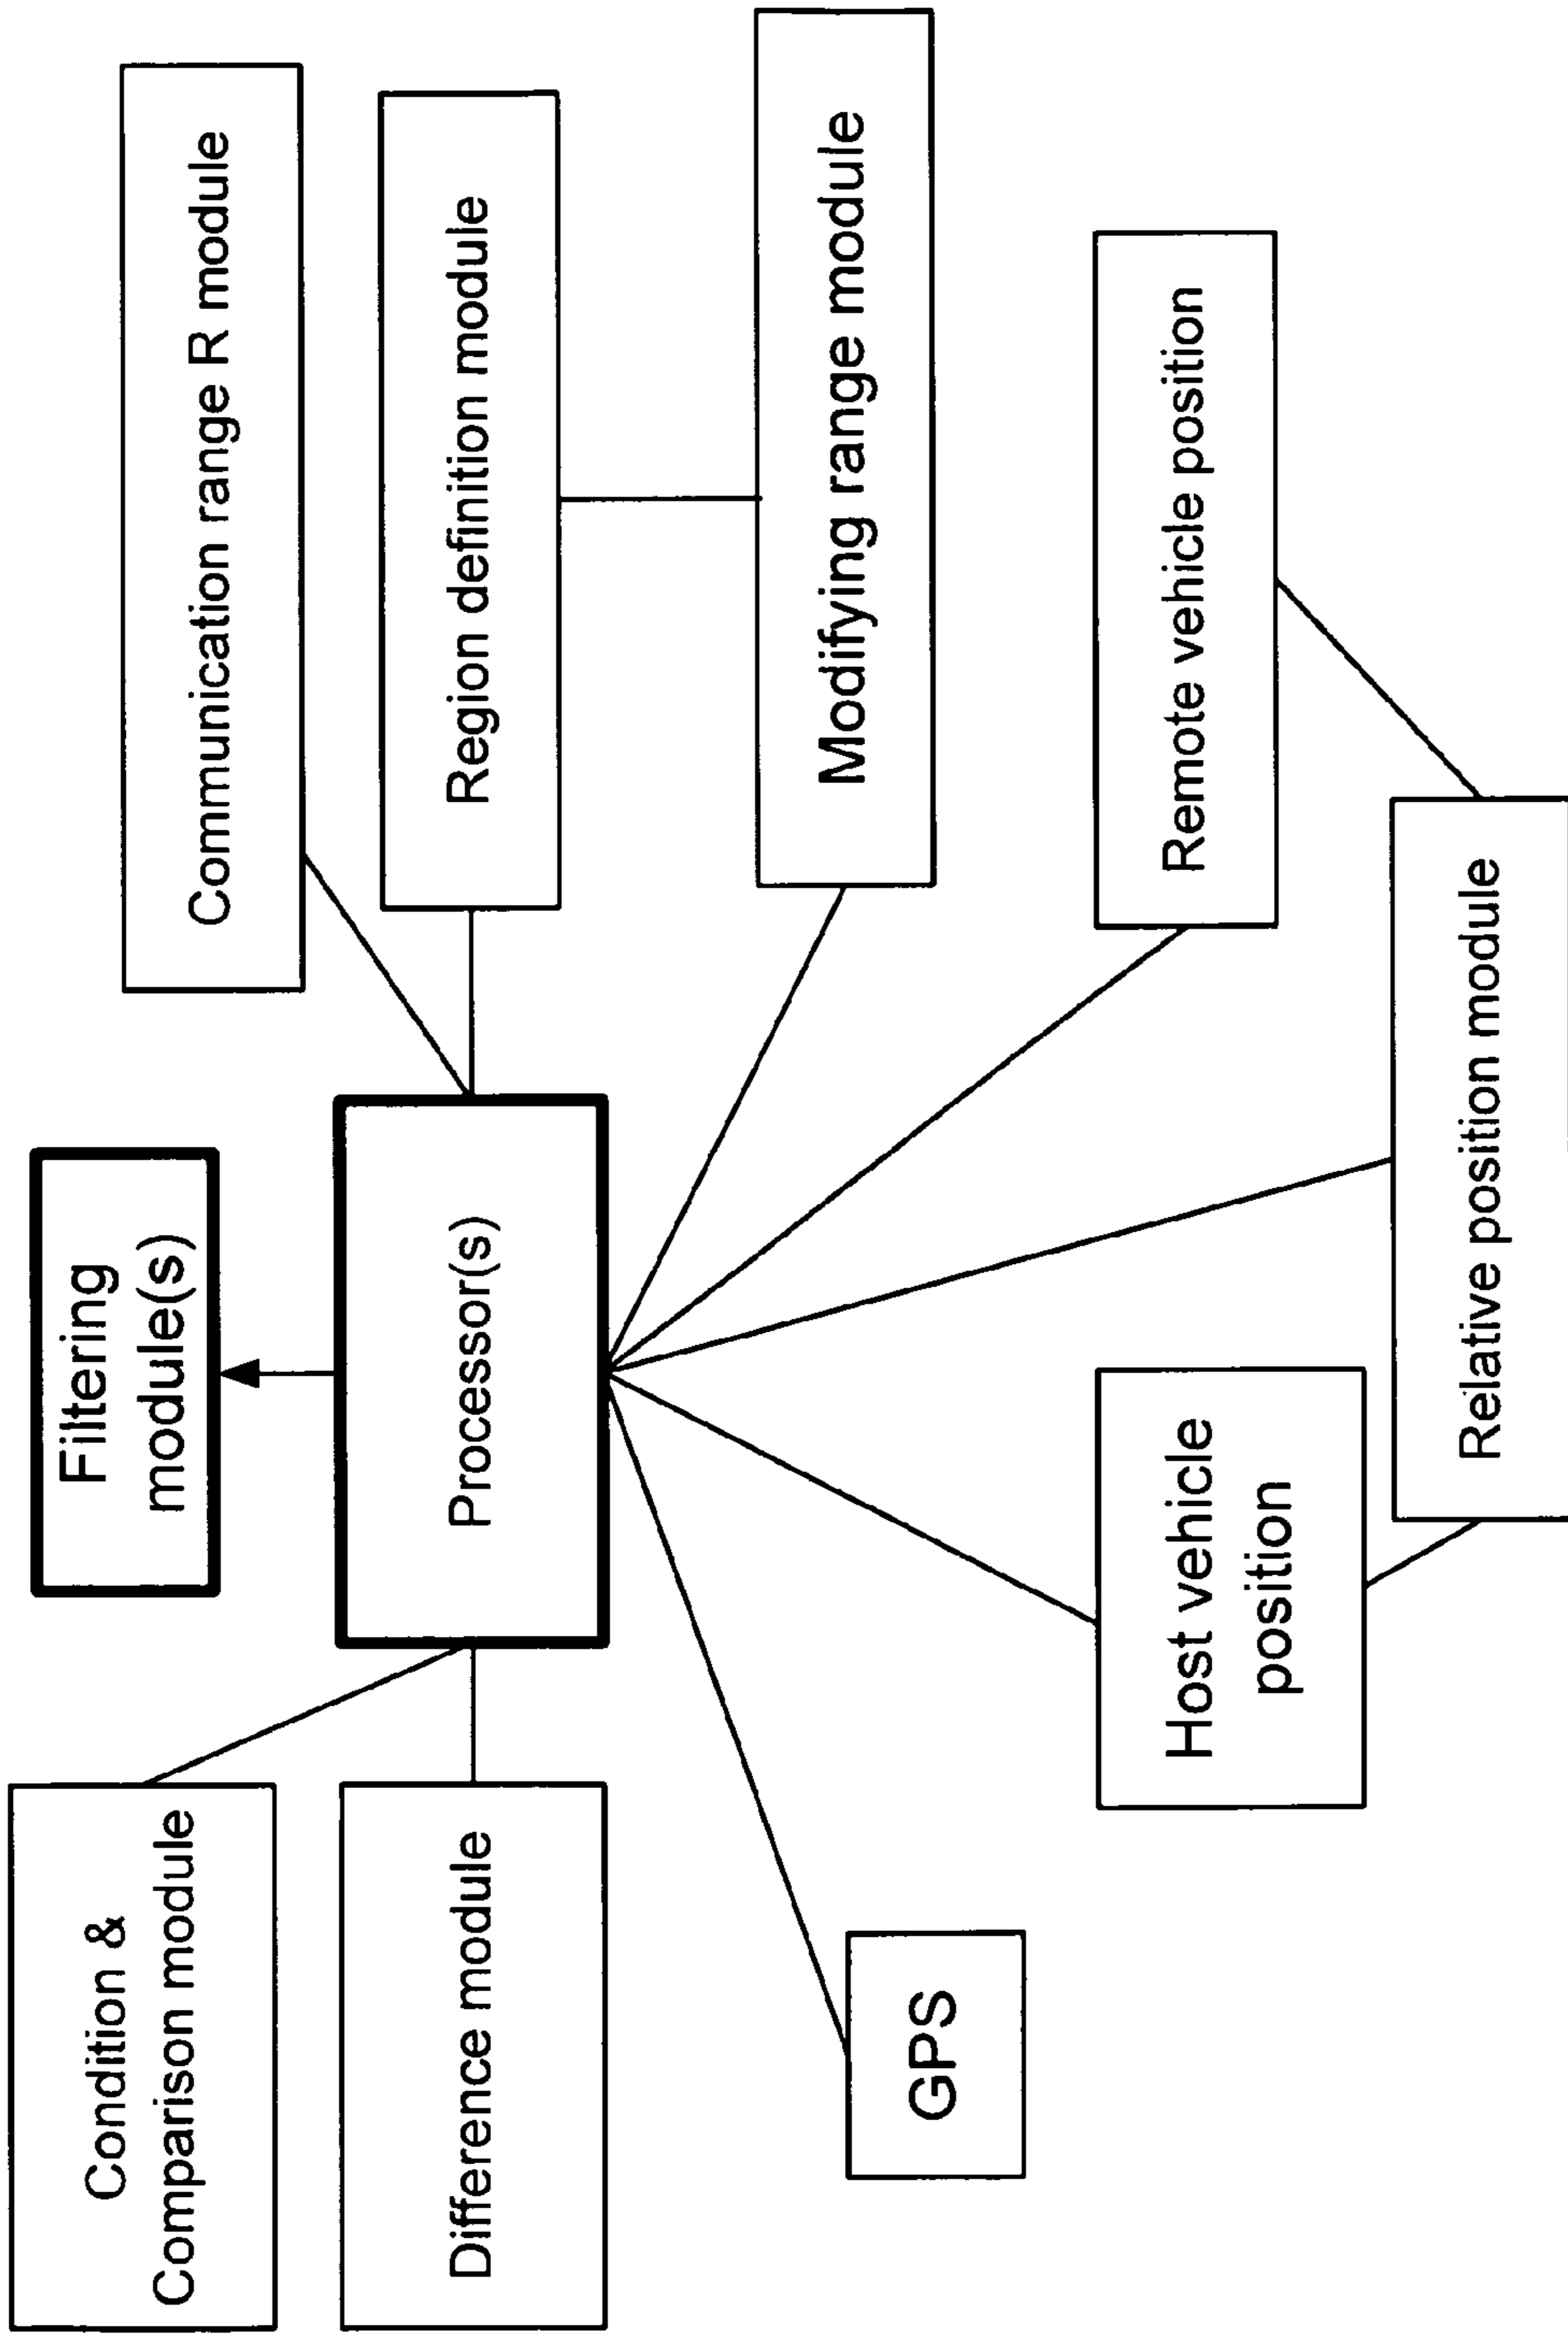 Filtering
module(s)
Condition &
Comparison module
Communication range R module
Processor(s)
Difference module
Region definition module
GPS
Modifying range module
Host vehicle
position
Remote vehicle position
Relative position module